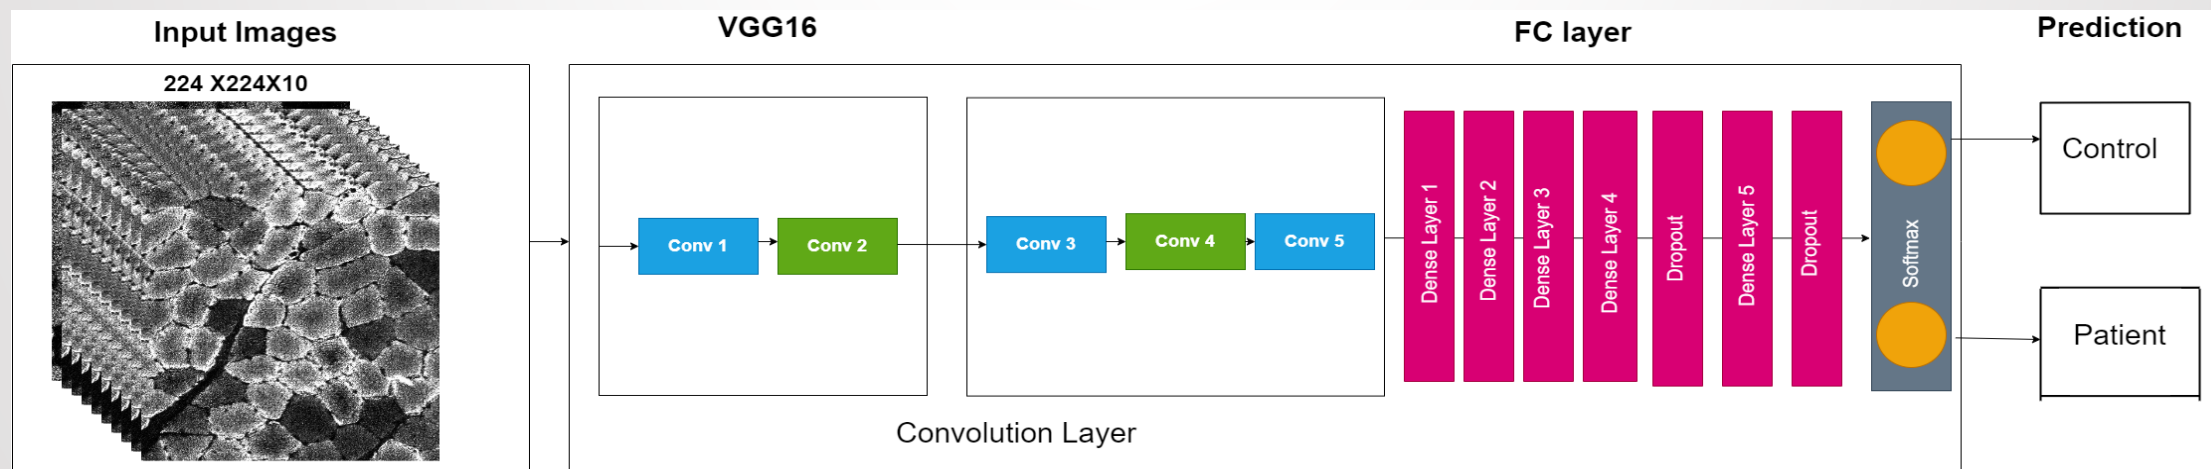 Input Images
VGG16
FC layer
Prediction
224 X224X10
Conv 1
Conv 2
Conv 3
Conv 4
Conv 5
Dense Layer 1
Dense Layer 2
Dense Layer 3
Dense Layer 4
Dropout
Dense Layer 5
Dropout
Softmax
Control
Patient
Convolution Layer